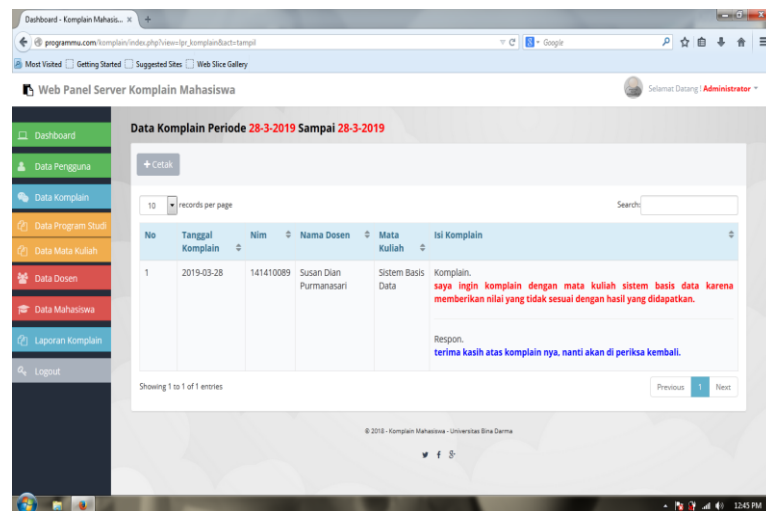 Dashboard - Komplain Mahasis... × +
programmu.com/komplain/index.php?view=lpr_komplain&act=tampil
Google
Most Visited Getting Started Suggested Sites Web Slice Gallery
Web Panel Server Komplain Mahasiswa
Selamat Datang ! Administrator
Dashboard
Data Pengguna
Data Komplain
Data Program Studi
Data Mata Kuliah
Data Dosen
Data Mahasiswa
Laporan Komplain
Logout
Data Komplain Periode 28-3-2019 Sampai 28-3-2019
+ Cetak
10 records per page
Search:
No Tanggal Komplain Nim Nama Dosen Mata Kuliah Isi Komplain
1 2019-03-28 141410089 Susan Dian Purmanasari Sistem Basis Data Komplain.
saya ingin komplain dengan mata kuliah sistem basis data karena
memberikan nilai yang tidak sesuai dengan hasil yang didapatkan.
Respon.
terima kasih atas komplain nya, nanti akan di periksa kembali.
Showing 1 to 1 of 1 entries
Previous 1 Next
© 2018 - Komplain Mahasiswa - Universitas Bina Darma
12:45 PM